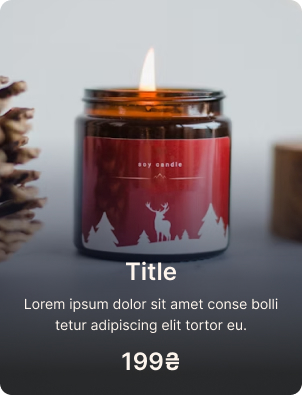 soy candle
Title
Lorem ipsum dolor sit amet conse bolli
tetur adipiscing elit tortor eu.
199₴